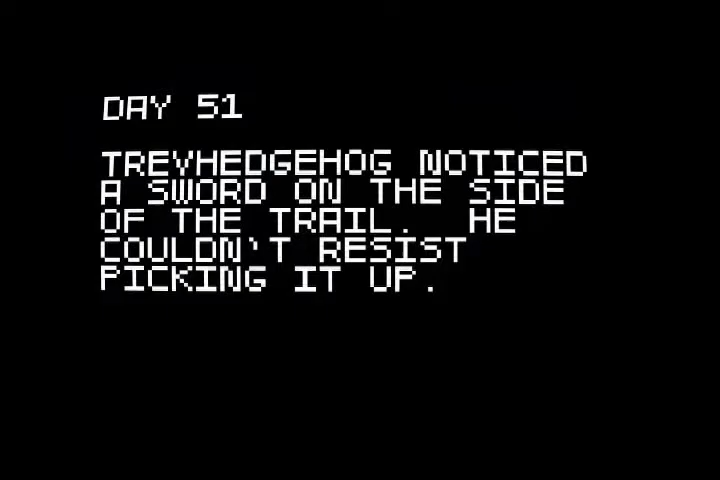 DAY 51
TREVHEDGEHOG NOTICED
A SWORD ON THE SIDE
OF THE TRAIL.  HE
COULDN'T RESIST
PICKING IT UP.